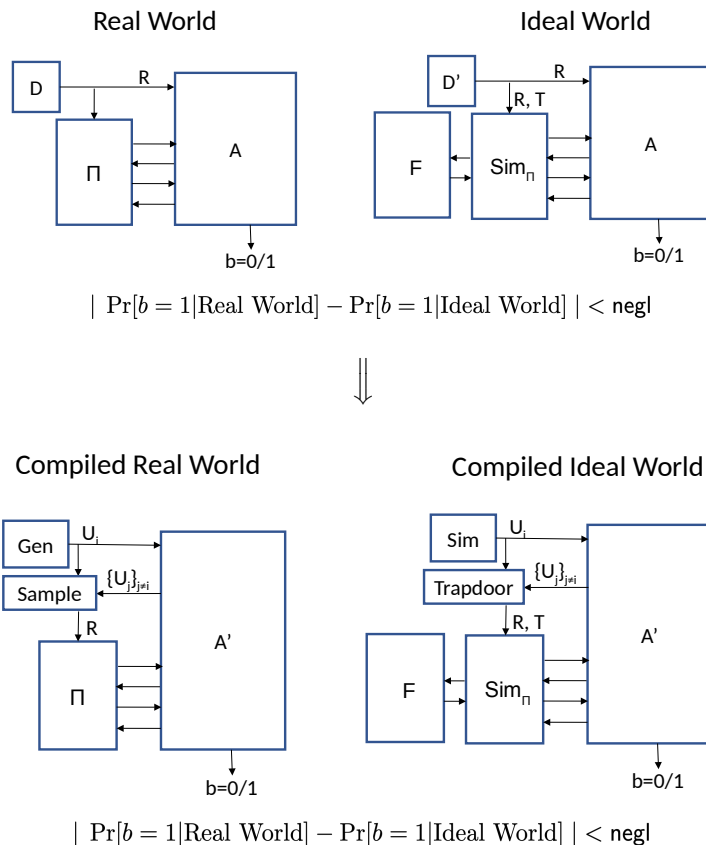 Real World
Ideal World
D
R
Π
A
b=0/1
D'
R
R, T
F
Sim_Π
A
b=0/1
| Pr[b = 1|Real World] − Pr[b = 1|Ideal World] | < negl
⇓
Compiled Real World
Compiled Ideal World
Gen
U_i
Sample
{U_j}_{j≠i}
R
Π
A'
b=0/1
Sim
U_i
Trapdoor
{U_j}_{j≠i}
R, T
F
Sim_Π
A'
b=0/1
| Pr[b = 1|Real World] − Pr[b = 1|Ideal World] | < negl